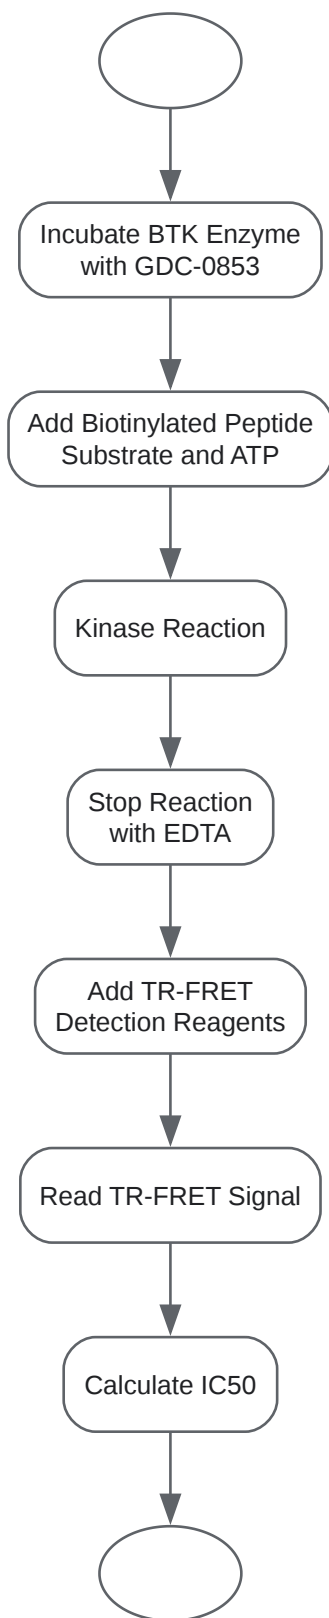 Incubate BTK Enzyme
with GDC-0853
Add Biotinylated Peptide
Substrate and ATP
Kinase Reaction
Stop Reaction
with EDTA
Add TR-FRET
Detection Reagents
Read TR-FRET Signal
Calculate IC50